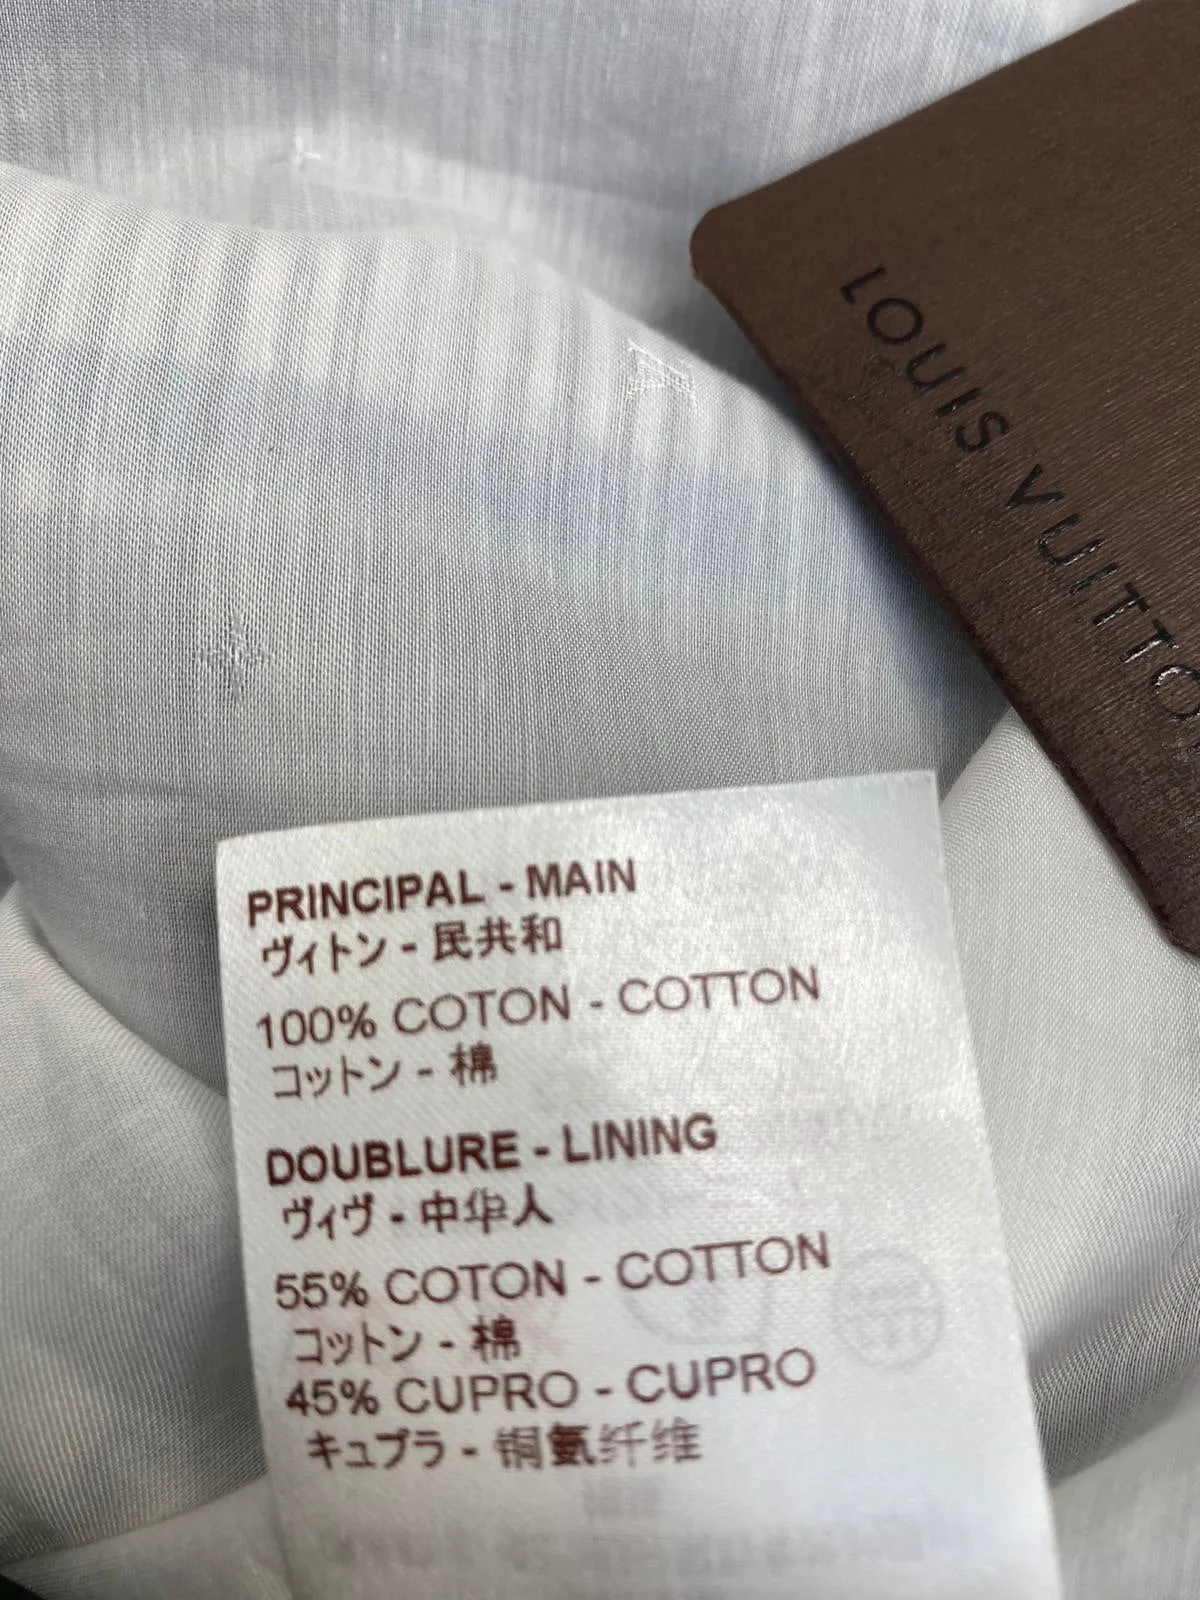 LOUIS VUITTO
PRINCIPAL - MAIN
ヴィトン - 民共和
100% COTON - COTTON
コットン - 棉
DOUBLURE - LINING
ヴィヴ - 中华人
55% COTON - COTTON
コットン - 棉
45% CUPRO - CUPRO
キュプラ - 铜氨纤维